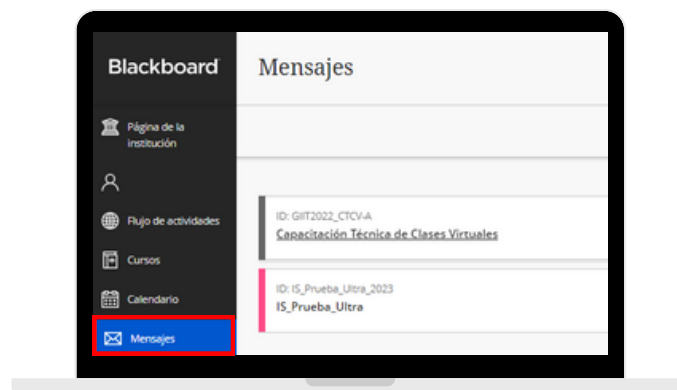 Blackboard
Mensajes
Página de la
institución
Flujo de actividades
Cursos
Calendario
Mensajes
ID: GIIT2022_CTCV-A
Capacitación Técnica de Clases Virtuales
ID: IS_Prueba_Ultra_2023
IS_Prueba_Ultra